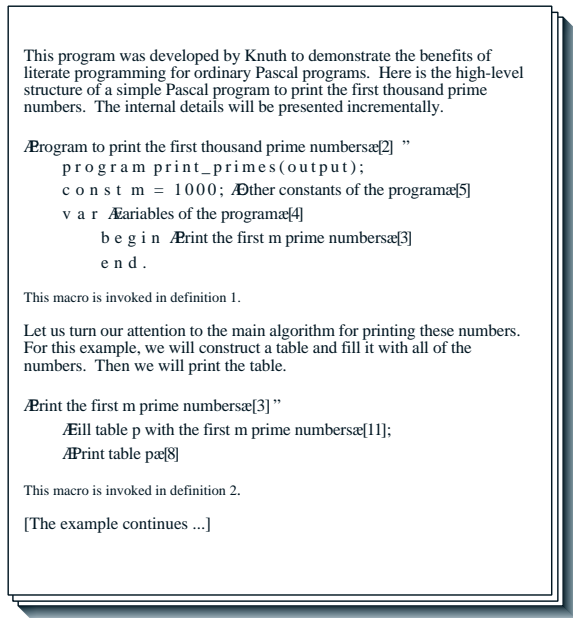 This program was developed by Knuth to demonstrate the benefits of
literate programming for ordinary Pascal programs. Here is the high-level
structure of a simple Pascal program to print the first thousand prime
numbers. The internal details will be presented incrementally.
ÆProgram to print the first thousand prime numbersæ[2] ”
program print_primes(output);
const m = 1000; ÆOther constants of the programæ[5]
var ÆVariables of the programæ[4]
begin ÆPrint the first m prime numbersæ[3]
end.
This macro is invoked in definition 1.
Let us turn our attention to the main algorithm for printing these numbers.
For this example, we will construct a table and fill it with all of the
numbers. Then we will print the table.
ÆPrint the first m prime numbersæ[3] ”
ÆFill table p with the first m prime numbersæ[11];
ÆPrint table pæ[8]
This macro is invoked in definition 2.
[The example continues ...]